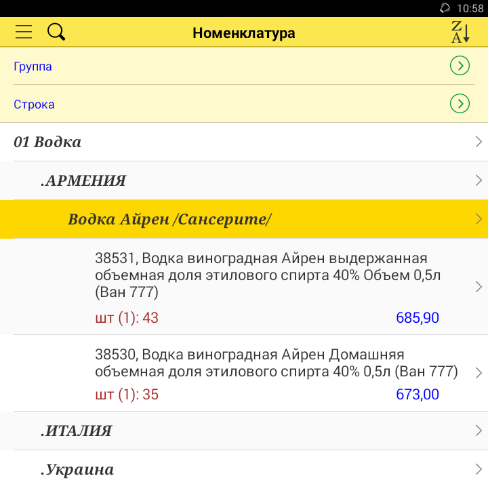 10:58
Номенклатура
Z
A
Группа
Строка
01 Водка
.АРМЕНИЯ
Водка Айрен /Сансерите/
38531, Водка виноградная Айрен выдержанная
объемная доля этилового спирта 40% Объем 0,5л
(Ван 777)
шт (1): 43 685,90
38530, Водка виноградная Айрен Домашняя
объемная доля этилового спирта 40% 0,5л (Ван 777)
шт (1): 35 673,00
.ИТАЛИЯ
.Украина